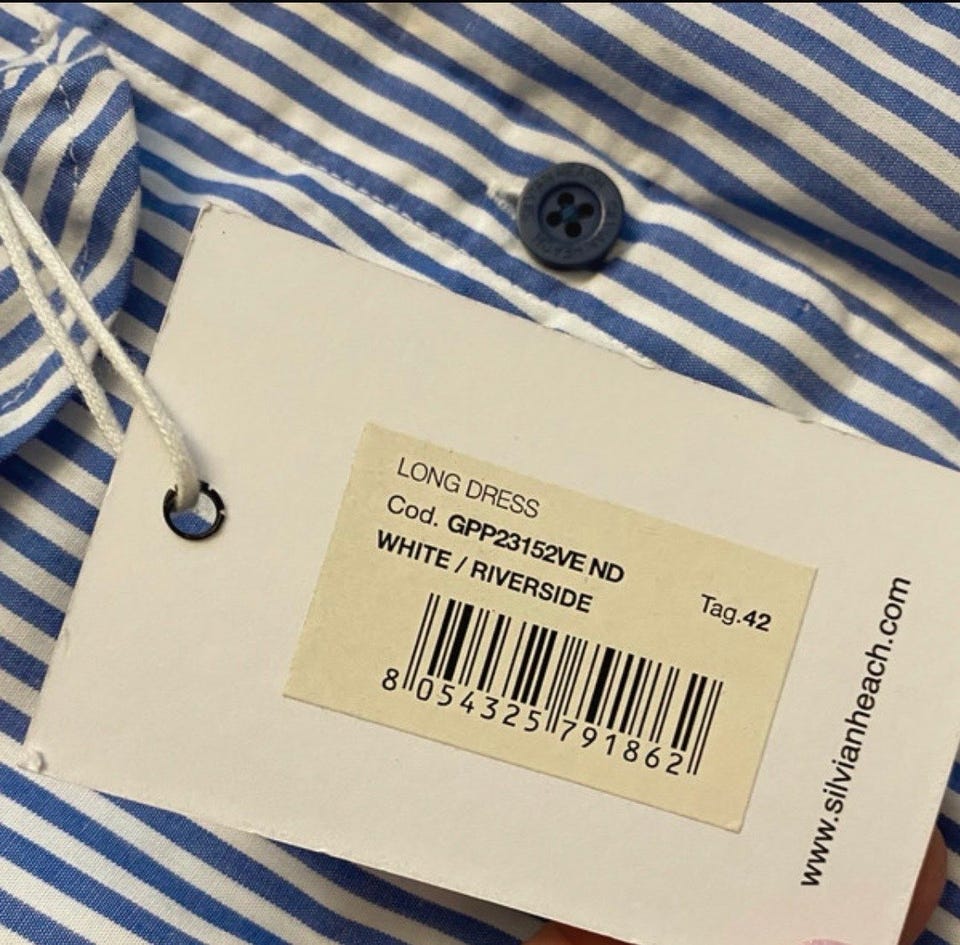 LONG DRESS
Cod. GPP23152VE ND
WHITE / RIVERSIDE
Tag.42
8 054325 791862
www.silvianheach.com